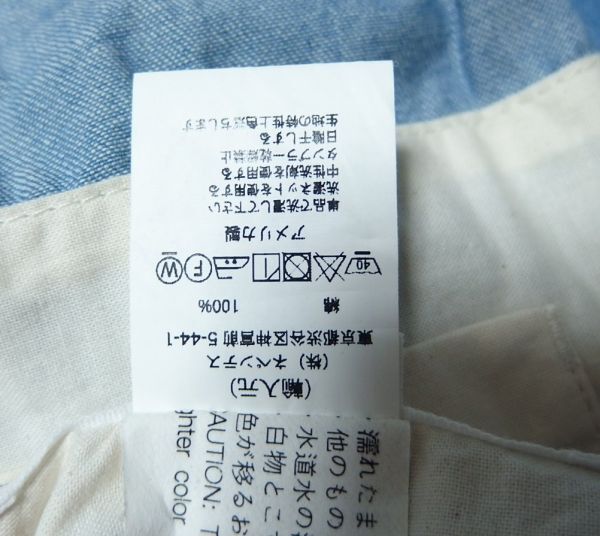 (輸入元)
(株) ネペンテス
東京都渋谷区神宮前 5-44-1
綿 100%
40 F W
アメリカ製
単品で洗濯して下さい
洗濯ネットを使用する
中性洗剤を使用する
タンブラー乾燥禁止
日陰干しする
生地の特性上色落ちします
・濡れたま
他のもの
・水道水の
白物とこ
色が移るお
AUTION: T
ghter color